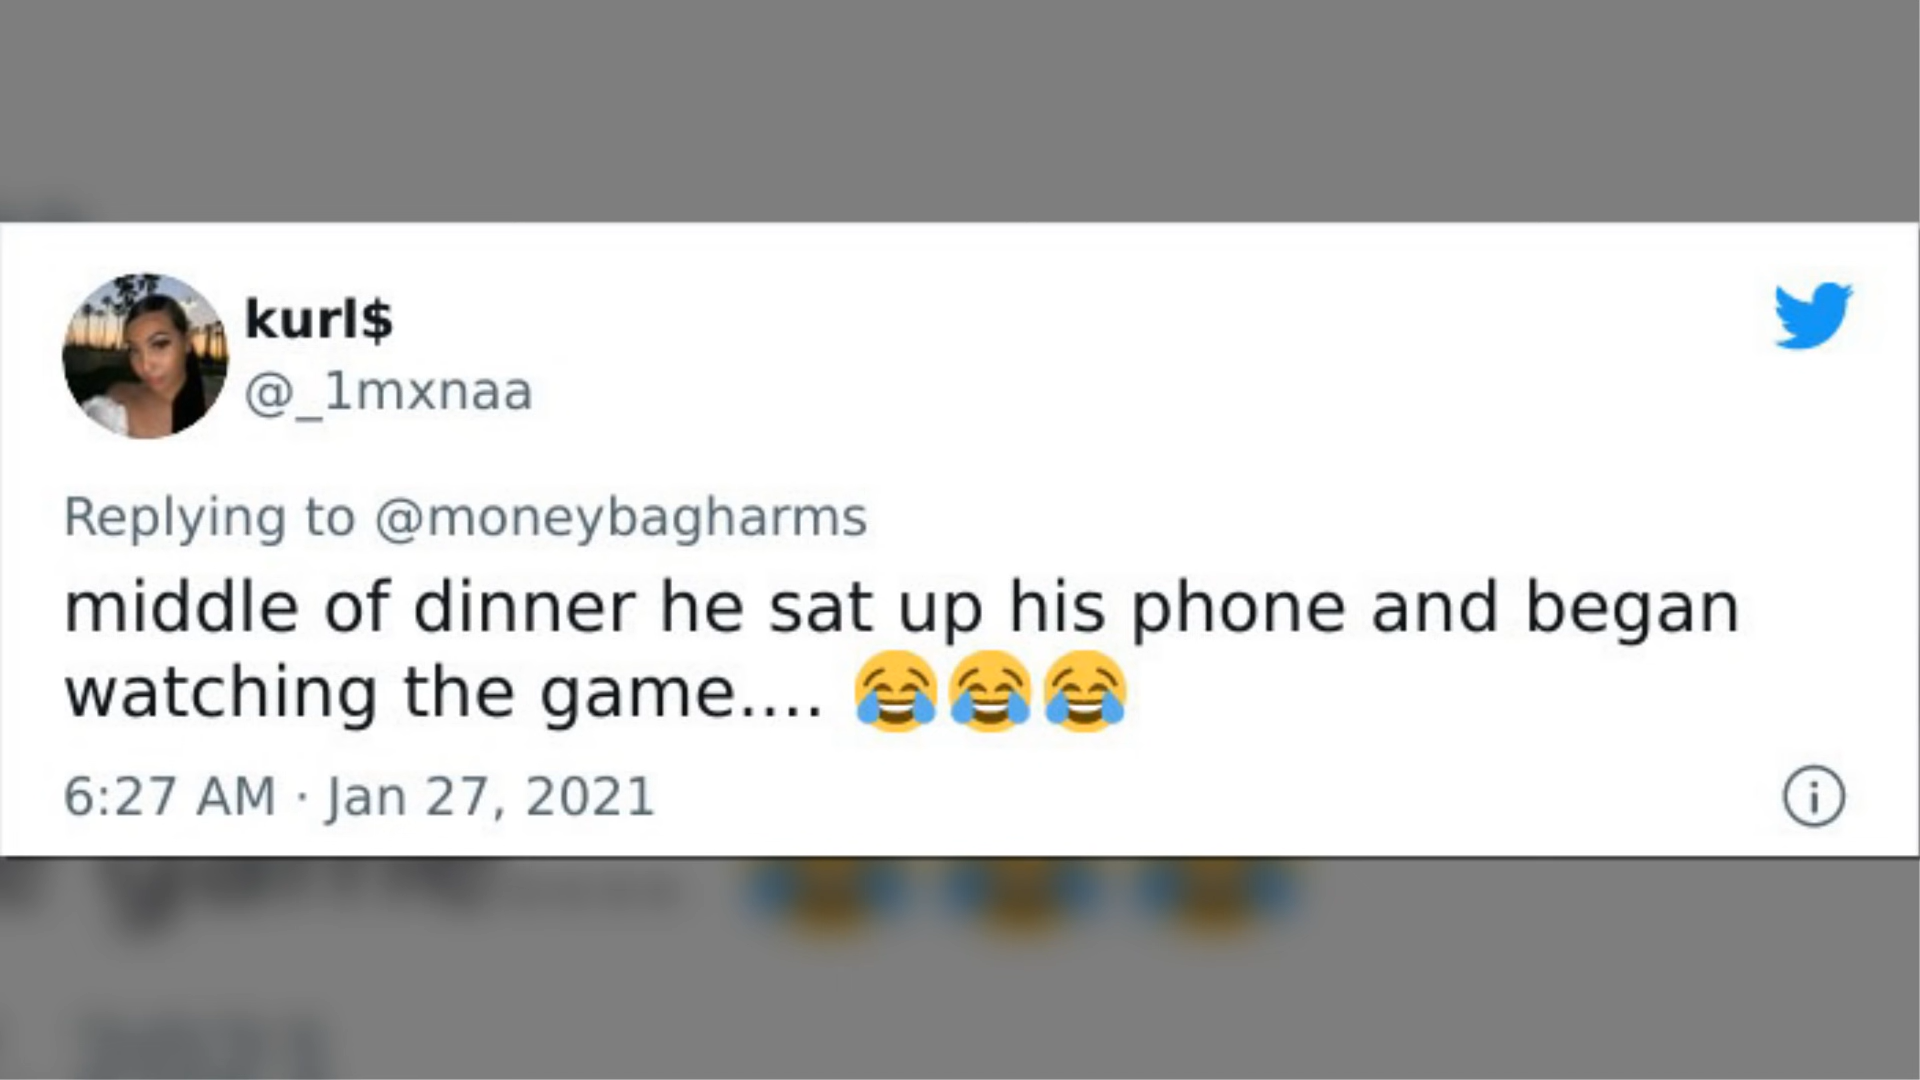 kurl$
@_1mxnaa
Replying to @moneybagharms
middle of dinner he sat up his phone and began
watching the game.... 😂😂😂
6:27 AM · Jan 27, 2021